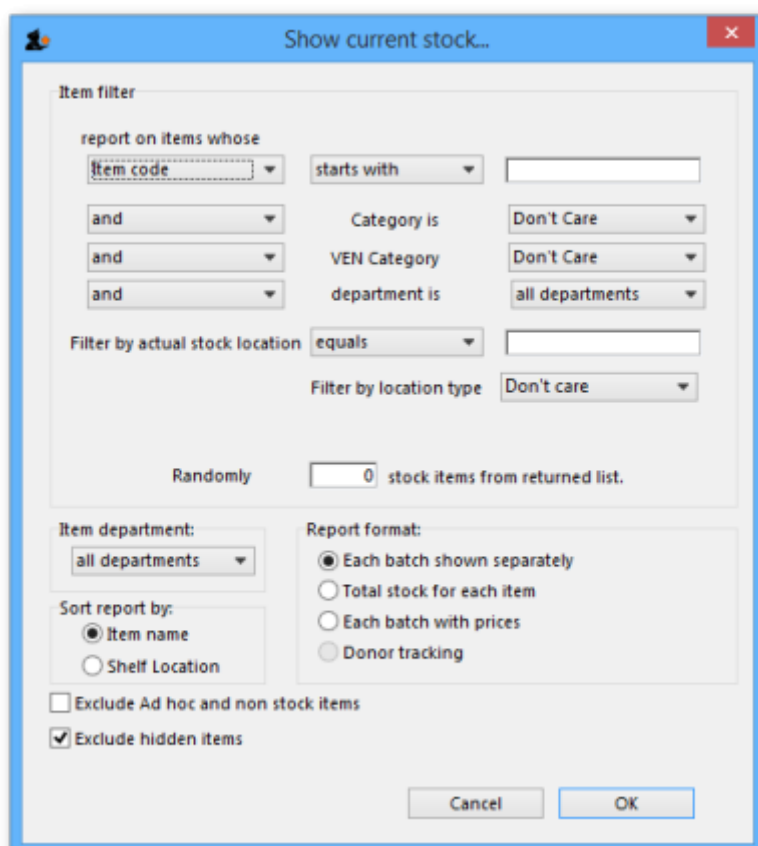 Show current stock...
Item filter
report on items whose
Item code starts with
and Category is Don't Care
and VEN Category Don't Care
and department is all departments
Filter by actual stock location equals
Filter by location type Don't care
Randomly 0 stock items from returned list.
Item department:
all departments
Report format:
Each batch shown separately
Total stock for each item
Each batch with prices
Donor tracking
Sort report by:
Item name
Shelf Location
Exclude Ad hoc and non stock items
Exclude hidden items
Cancel OK